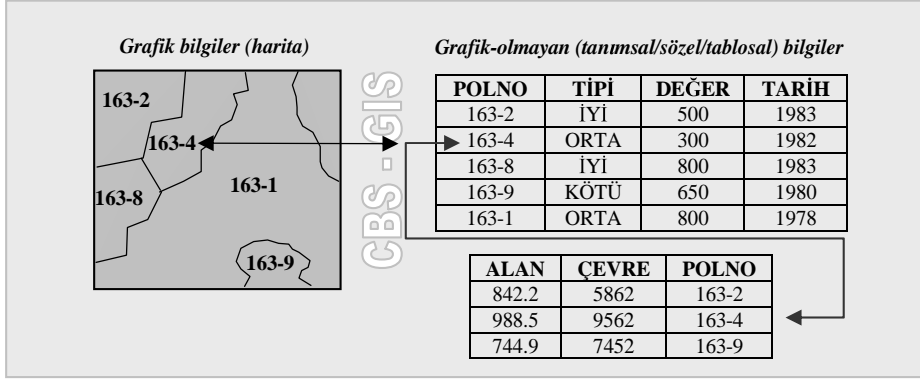 Grafik bilgiler (harita)
163-2
163-4
163-1
163-8
163-9
CBS - GIS
Grafik-olmayan (tanımsal/sözel/tablosal) bilgiler
POLNO TİPİ DEĞER TARİH
163-2 İYİ 500 1983
163-4 ORTA 300 1982
163-8 İYİ 800 1983
163-9 KÖTÜ 650 1980
163-1 ORTA 800 1978
ALAN ÇEVRE POLNO
842.2 5862 163-2
988.5 9562 163-4
744.9 7452 163-9